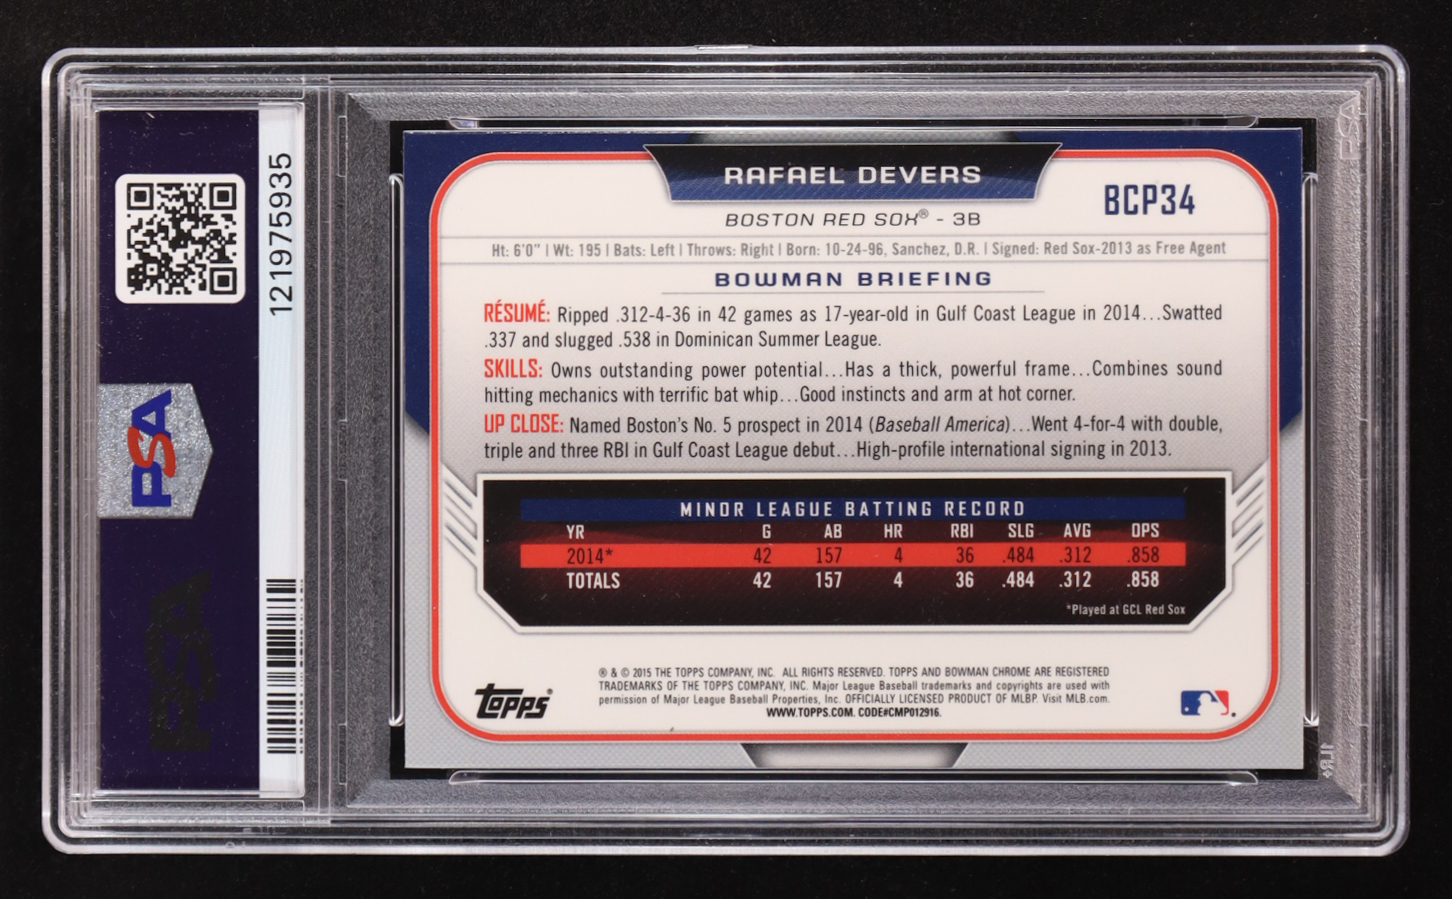 121975935
PSA
PSA
RAFAEL DEVERS
BCP34
BOSTON RED SOX® - 3B
Ht: 6'0" | Wt: 195 | Bats: Left | Throws: Right | Born: 10-24-96, Sanchez, D.R. | Signed: Red Sox-2013 as Free Agent
BOWMAN BRIEFING
RÉSUMÉ: Ripped .312-4-36 in 42 games as 17-year-old in Gulf Coast League in 2014...Swatted
.337 and slugged .538 in Dominican Summer League.
SKILLS: Owns outstanding power potential...Has a thick, powerful frame...Combines sound
hitting mechanics with terrific bat whip...Good instincts and arm at hot corner.
UP CLOSE: Named Boston's No. 5 prospect in 2014 (Baseball America)...Went 4-for-4 with double,
triple and three RBI in Gulf Coast League debut...High-profile international signing in 2013.
MINOR LEAGUE BATTING RECORD
YR G AB HR RBI SLG AVG OPS
2014* 42 157 4 36 .484 .312 .858
TOTALS 42 157 4 36 .484 .312 .858
*Played at GCL Red Sox
® & © 2015 THE TOPPS COMPANY, INC. ALL RIGHTS RESERVED. TOPPS AND BOWMAN CHROME ARE REGISTERED
TRADEMARKS OF THE TOPPS COMPANY, INC. Major League Baseball trademarks and copyrights are used with
permission of Major League Baseball Properties, Inc. OFFICIALLY LICENSED PRODUCT OF MLBP. Visit MLB.com.
WWW.TOPPS.COM. CODE#CMP012916.
topps®
PSA